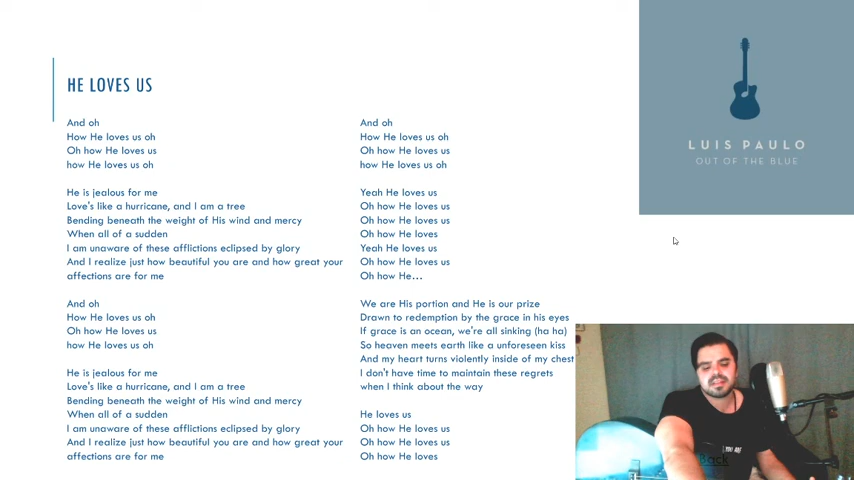 HE LOVES US
And oh
How He loves us oh
Oh how He loves us
how He loves us oh
He is jealous for me
Love's like a hurricane, and I am a tree
Bending beneath the weight of His wind and mercy
When all of a sudden
I am unaware of these afflictions eclipsed by glory
And I realize just how beautiful you are and how great your
affections are for me
And oh
How He loves us oh
Oh how He loves us
how He loves us oh
He is jealous for me
Love's like a hurricane, and I am a tree
Bending beneath the weight of His wind and mercy
When all of a sudden
I am unaware of these afflictions eclipsed by glory
And I realize just how beautiful you are and how great your
affections are for me
And oh
How He loves us oh
Oh how He loves us
how He loves us oh
Yeah He loves us
Oh how He loves us
Oh how He loves us
Oh how He loves
Yeah He loves us
Oh how He loves us
Oh how He...
We are His portion and He is our prize
Drawn to redemption by the grace in his eyes
If grace is an ocean, we're all sinking (ha ha)
So heaven meets earth like a unforeseen kiss
And my heart turns violently inside of my chest
I don't have time to maintain these regrets
when I think about the way
He loves us
Oh how He loves us
Oh how He loves us
Oh how He loves
LUIS PAULO
OUT OF THE BLUE
YOU ARE